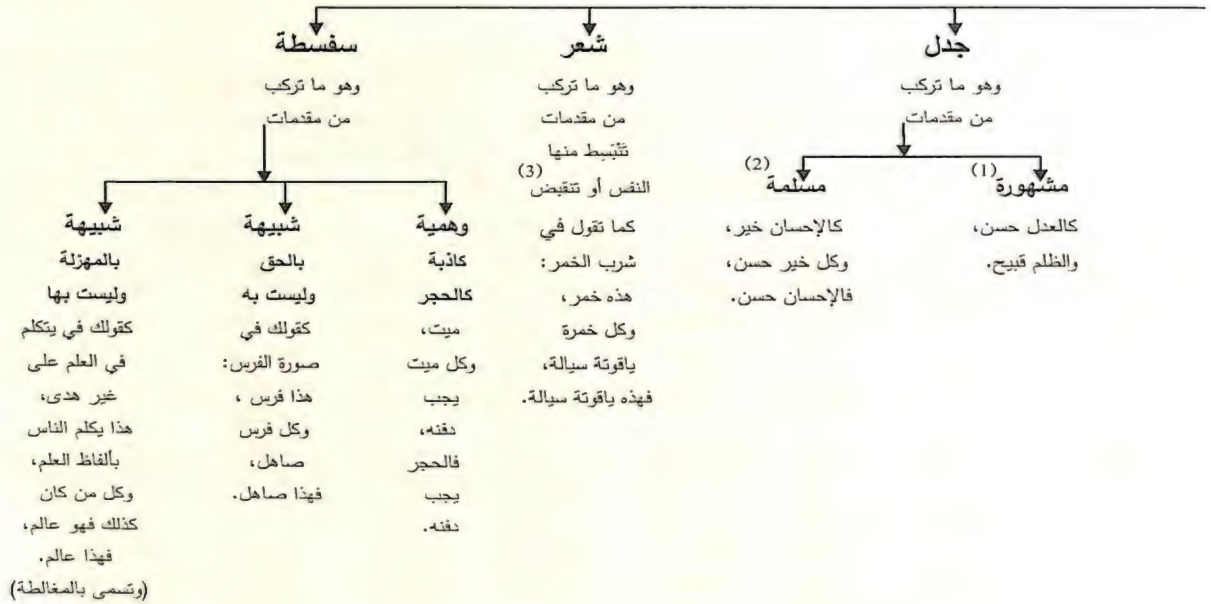 جدل
وهو ما تركب
من مقدمات
مشهورة(1)
كالعدل حسن،
والظلم قبيح.
مسلمة(2)
كالإحسان خير،
وكل خير حسن،
فالإحسان حسن.
شعر
وهو ما تركب
من مقدمات
تَنْبَسِط منها
النفس أو تنقبض(3)
كما تقول في
شرب الخمر:
هذه خمر،
وكل خمرة
ياقوتة سيالة،
فهذه ياقوتة سيالة.
سفسطة
وهو ما تركب
من مقدمات
وهمية
كاذبة
كالحجر
ميت،
وكل ميت
يجب
دفنه،
فالحجر
يجب
دفنه.
شبيهة
بالحق
وليست به
كقولك في
صورة الفرس:
هذا فرس ،
وكل فرس
صاهل،
فهذا صاهل.
شبيهة
بالمهزلة
وليست بها
كقولك في يتكلم
في العلم على
غير هدى،
هذا يكلم الناس
بألفاظ العلم،
وكل من كان
كذلك فهو عالم،
فهذا عالم.
(وتسمى بالمغالطة)